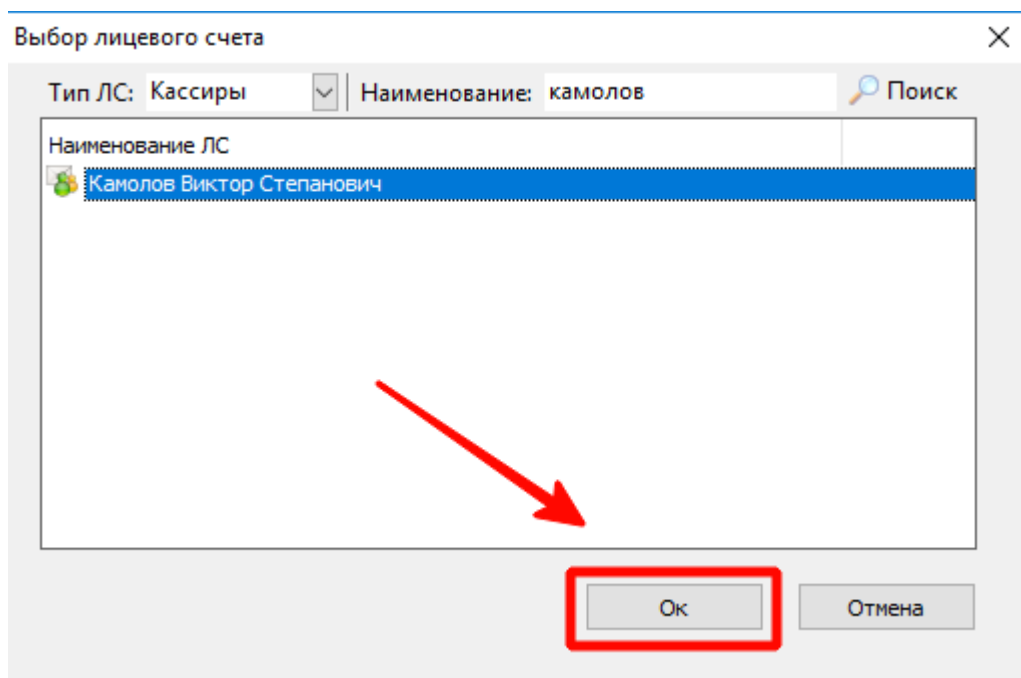 Выбор лицевого счета
Тип ЛС: Кассиры Наименование: камолов Поиск
Наименование ЛС
Камолов Виктор Степанович
Ок Отмена